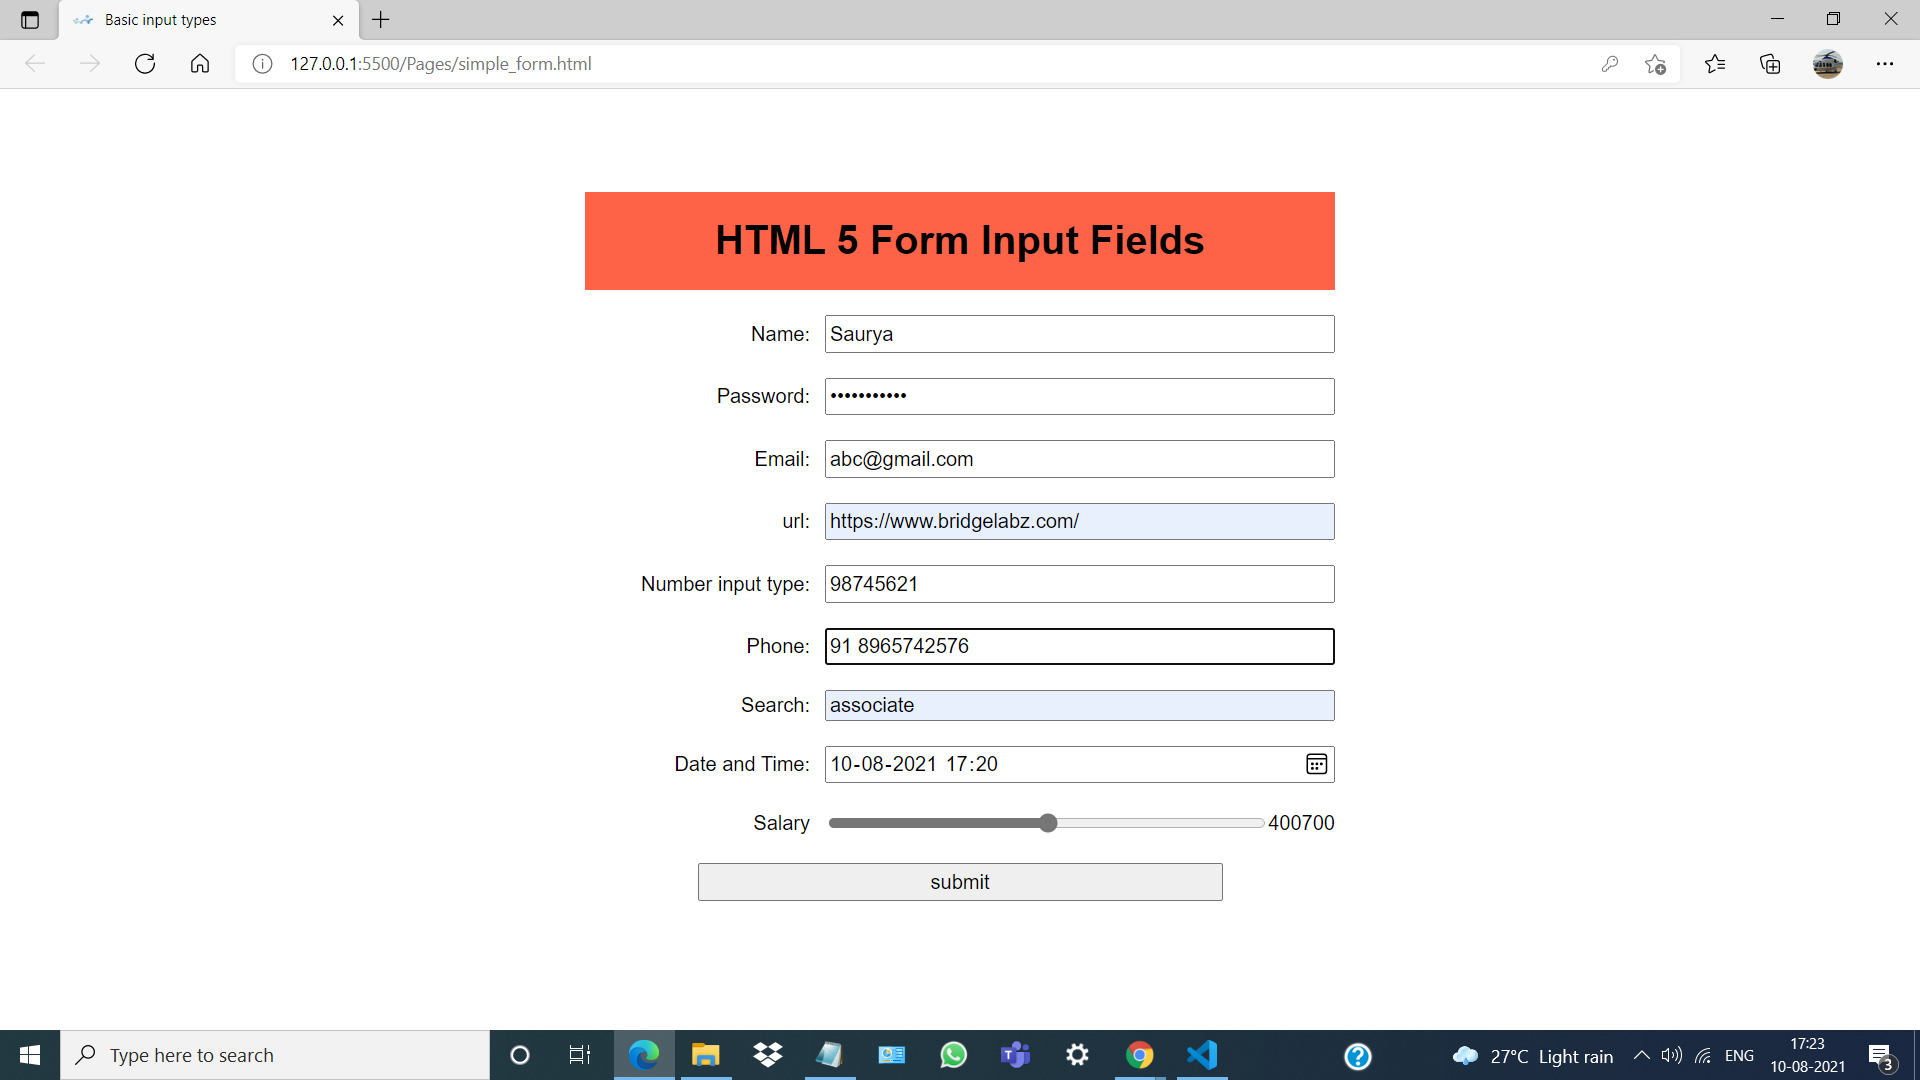 Basic input types
127.0.0.1:5500/Pages/simple_form.html
HTML 5 Form Input Fields
Name: Saurya
Password: •••••••••••
Email: abc@gmail.com
url: https://www.bridgelabz.com/
Number input type: 98745621
Phone: 91 8965742576
Search: associate
Date and Time: 10-08-2021 17:20
Salary 400700
submit
Type here to search
27°C Light rain
ENG
17:23
10-08-2021
3